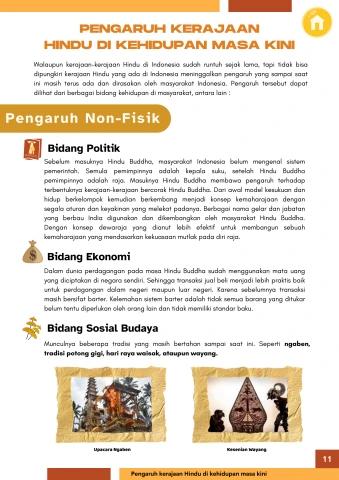 PENGARUH KERAJAAN
HINDU DI KEHIDUPAN MASA KINI
Walaupun kerajaan-kerajaan Hindu di Indonesia sudah runtuh sejak lama, tapi tidak bisa
dipungkiri kerajaan Hindu yang ada di Indonesia meninggalkan pengaruh yang sampai saat
ini masih terus ada dan dirasakan oleh masyarakat Indonesia. Pengaruh tersebut dapat
dilihat dari berbagai bidang kehidupan di masyarakat, antara lain :
Pengaruh Non-Fisik
Bidang Politik
Sebelum masuknya Hindu Buddha, masyarakat Indonesia belum mengenal sistem
pemerintah. Semula pemimpinnya adalah kepala suku, setelah Hindu Buddha
pemimpinnya adalah raja. Masuknya Hindu Buddha membawa pengaruh terhadap
terbentuknya kerajaan-kerajaan bercorak Hindu Buddha. Dari awal model kesukuan dan
hidup berkelompok kemudian berkembang menjadi konsep kemaharajaan dengan
segala aturan dan keyakinan yang melekat padanya. Berbagai nama gelar dan jabatan
yang berbau India digunakan dan dikembangkan oleh masyarakat Hindu Buddha.
Dengan konsep dewaraja yang dianut lebih efektif untuk membangun sebuah
kemaharajaan yang mendasarkan kekuasaan mutlak pada diri raja.
Bidang Ekonomi
Dalam dunia perdagangan pada masa Hindu Buddha sudah menggunakan mata uang
yang diciptakan di negara sendiri. Sehingga transaksi jual beli menjadi lebih praktis baik
untuk perdagangan dalam negeri maupun luar negeri. Karena sebelumnya transaksi
masih bersifat barter. Kelemahan sistem barter adalah tidak semua barang yang ditukar
belum tentu diperlukan oleh orang lain dan tidak memiliki standar baku.
Bidang Sosial Budaya
Munculnya beberapa tradisi yang masih bertahan sampai saat ini. Seperti ngaben,
tradisi potong gigi, hari raya waisak, ataupun wayang.
Upacara Ngaben
Kesenian Wayang
11
Pengaruh kerajaan Hindu di kehidupan masa kini